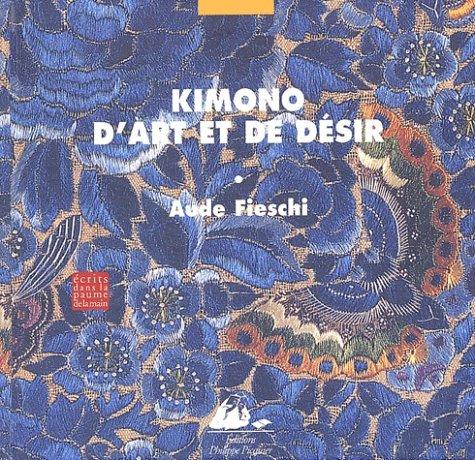 KIMONO
D'ART ET DE DÉSIR
Aude Fieschi
écrits
dans la
paume
de la main
Éditions
Philippe Picquier